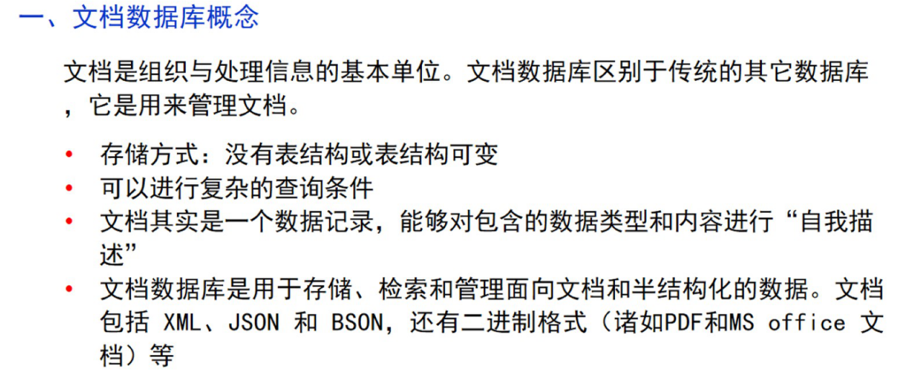 一、文档数据库概念
文档是组织与处理信息的基本单位。文档数据库区别于传统的其它数据库
，它是用来管理文档。
• 存储方式：没有表结构或表结构可变
• 可以进行复杂的查询条件
• 文档其实是一个数据记录，能够对包含的数据类型和内容进行“自我描
述”
• 文档数据库是用于存储、检索和管理面向文档和半结构化的数据。文档
包括 XML、JSON 和 BSON，还有二进制格式（诸如PDF和MS office 文
档）等